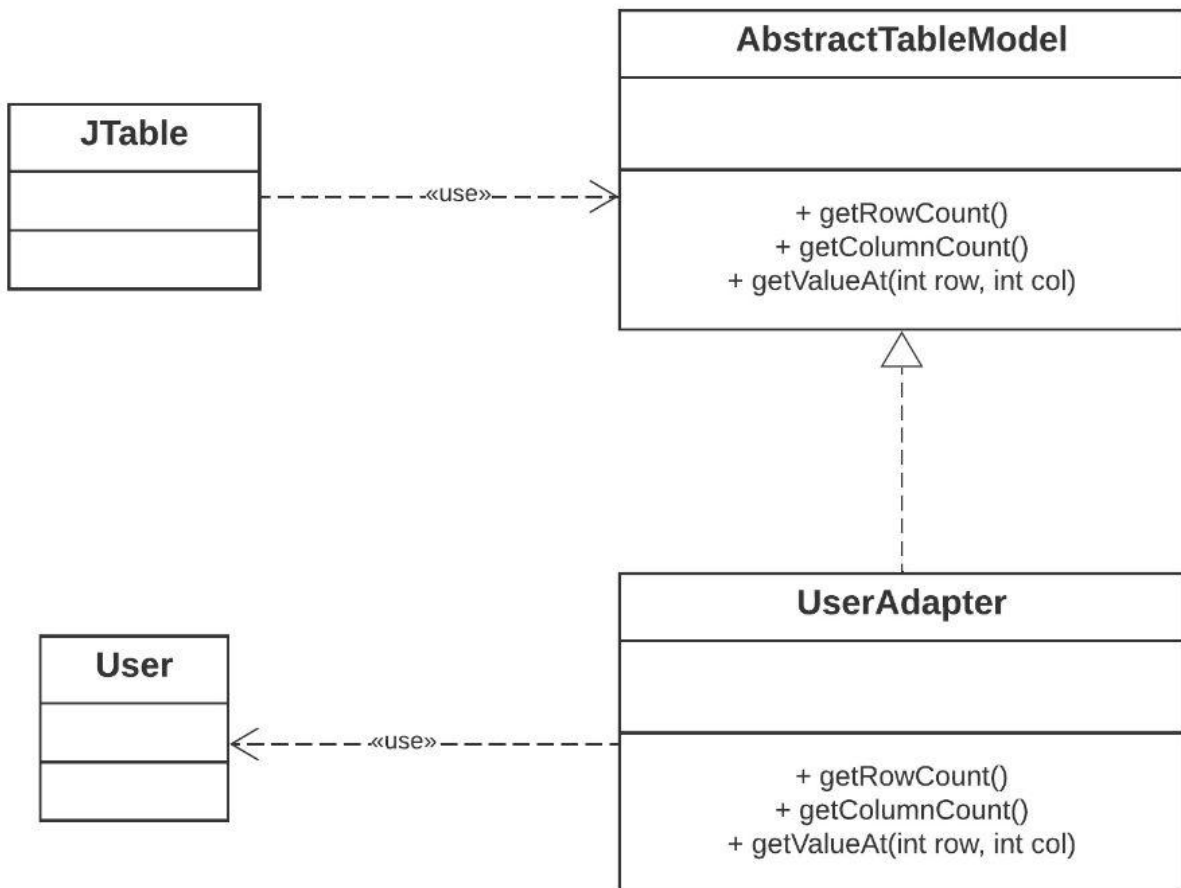 AbstractTableModel
JTable
«use»
+ getRowCount()
+ getColumnCount()
+ getValueAt(int row, int col)
UserAdapter
User
«use»
+ getRowCount()
+ getColumnCount()
+ getValueAt(int row, int col)